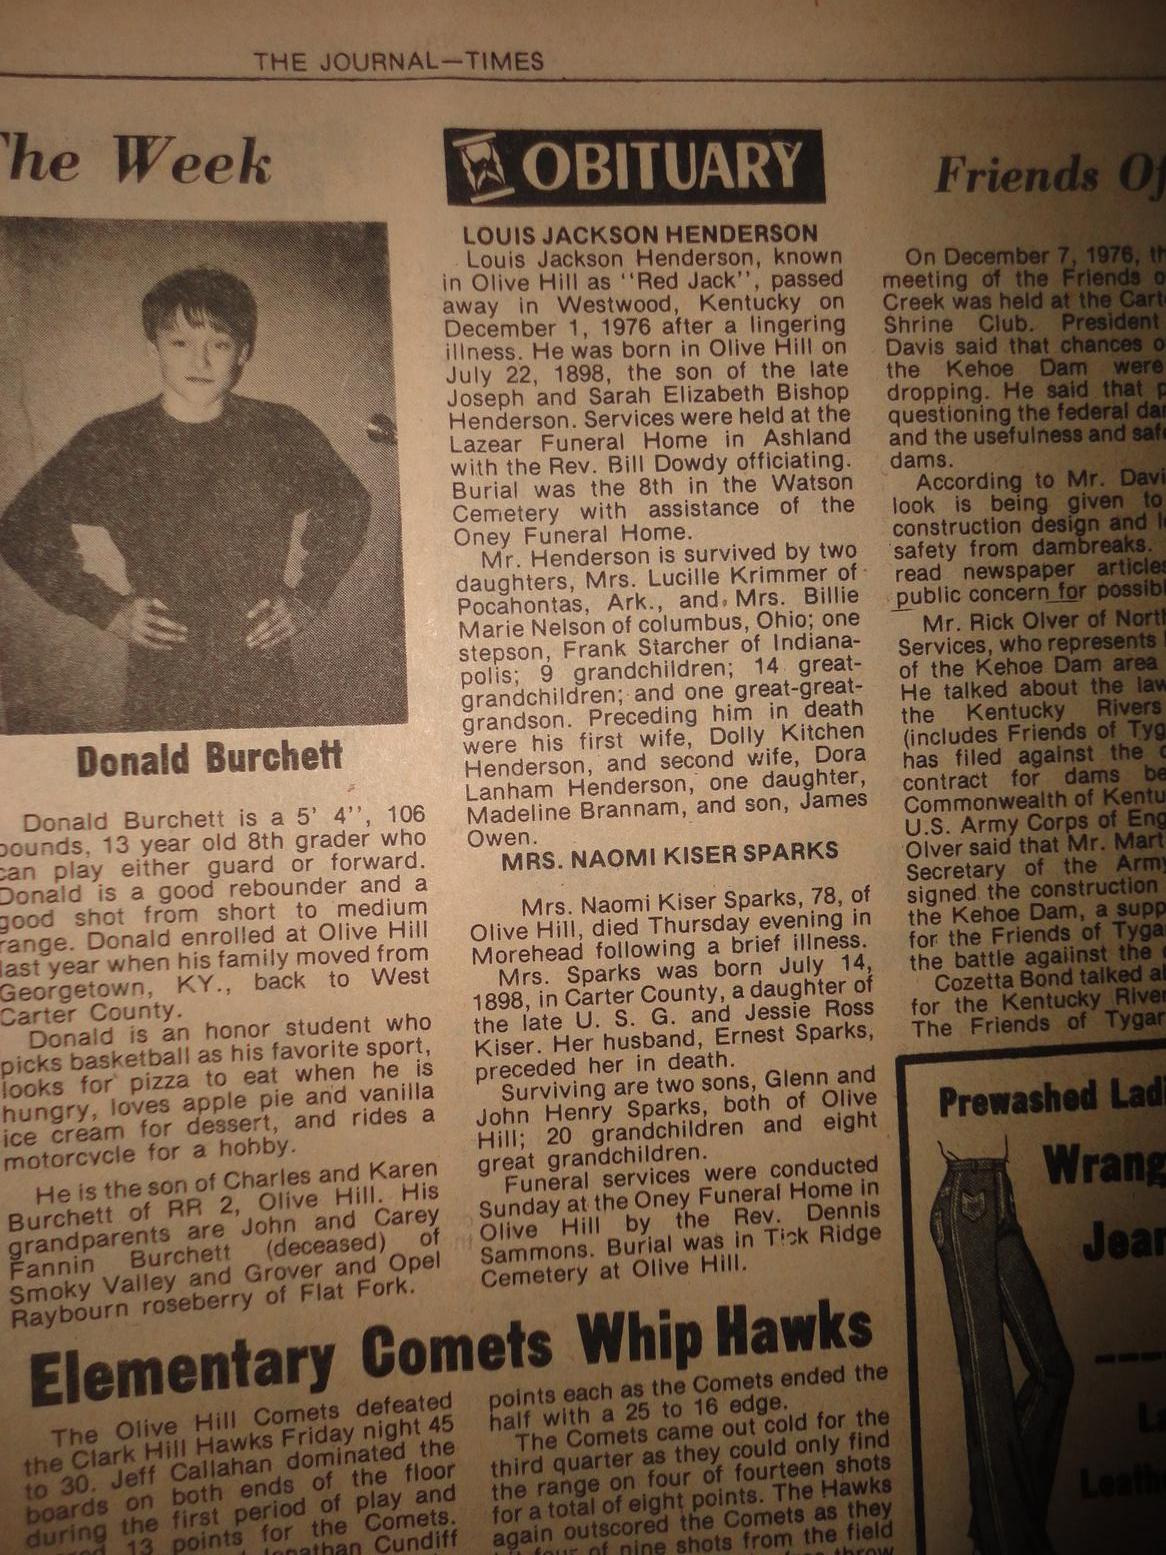 THE JOURNAL—TIMES
The Week
Donald Burchett
Donald Burchett is a 5' 4'', 106
pounds, 13 year old 8th grader who
can play either guard or forward.
Donald is a good rebounder and a
good shot from short to medium
range. Donald enrolled at Olive Hill
last year when his family moved from
Georgetown, KY., back to West
Carter County.
Donald is an honor student who
picks basketball as his favorite sport,
looks for pizza to eat when he is
hungry, loves apple pie and vanilla
ice cream for dessert, and rides a
motorcycle for a hobby.
He is the son of Charles and Karen
Burchett of RR 2, Olive Hill. His
grandparents are John and Carey
Fannin Burchett (deceased) of
Smoky Valley and Grover and Opel
Raybourn roseberry of Flat Fork.
OBITUARY
LOUIS JACKSON HENDERSON
Louis Jackson Henderson, known
in Olive Hill as ''Red Jack'', passed
away in Westwood, Kentucky on
December 1, 1976 after a lingering
illness. He was born in Olive Hill on
July 22, 1898, the son of the late
Joseph and Sarah Elizabeth Bishop
Henderson. Services were held at the
Lazear Funeral Home in Ashland
with the Rev. Bill Dowdy officiating.
Burial was the 8th in the Watson
Cemetery with assistance of the
Oney Funeral Home.
Mr. Henderson is survived by two
daughters, Mrs. Lucille Krimmer of
Pocahontas, Ark., and Mrs. Billie
Marie Nelson of columbus, Ohio; one
stepson, Frank Starcher of Indiana-
polis; 9 grandchildren; 14 great-
grandchildren; and one great-great-
grandson. Preceding him in death
were his first wife, Dolly Kitchen
Henderson, and second wife, Dora
Lanham Henderson, one daughter,
Madeline Brannam, and son, James
Owen.
MRS. NAOMI KISER SPARKS
Mrs. Naomi Kiser Sparks, 78, of
Olive Hill, died Thursday evening in
Morehead following a brief illness.
Mrs. Sparks was born July 14,
1898, in Carter County, a daughter of
the late U. S. G. and Jessie Ross
Kiser. Her husband, Ernest Sparks,
preceded her in death.
Surviving are two sons, Glenn and
John Henry Sparks, both of Olive
Hill; 20 grandchildren and eight
great grandchildren.
Funeral services were conducted
Sunday at the Oney Funeral Home in
Olive Hill by the Rev. Dennis
Sammons. Burial was in Tick Ridge
Cemetery at Olive Hill.
Friends Of
On December 7, 1976, th
meeting of the Friends o
Creek was held at the Cart
Shrine Club. President
Davis said that chances o
the Kehoe Dam were
dropping. He said that p
questioning the federal da
and the usefulness and saf
dams.
According to Mr. Davi
look is being given to
construction design and
safety from dambreaks.
read newspaper articles
public concern for possib
Mr. Rick Olver of Nort
Services, who represents
of the Kehoe Dam area
He talked about the law
the Kentucky Rivers
(includes Friends of Tyg
has filed against the
contract for dams be
Commonwealth of Kentu
U.S. Army Corps of Eng
Olver said that Mr. Mart
Secretary of the Army
signed the construction
the Kehoe Dam, a supp
for the Friends of Tyga
the battle agaiinst the
Cozetta Bond talked a
for the Kentucky River
The Friends of Tygar
Prewashed Ladi
Wrang
Jean
Leath
Elementary Comets Whip Hawks
The Olive Hill Comets defeated
the Clark Hill Hawks Friday night 45
to 30. Jeff Callahan dominated the
boards on both ends of the floor
during the first period of play and
13 points for the Comets.
Jonathan Cundiff
points each as the Comets ended the
half with a 25 to 16 edge.
The Comets came out cold for the
third quarter as they could only find
the range on four of fourteen shots
for a total of eight points. The Hawks
again outscored the Comets as they
four of nine shots from the field
throw